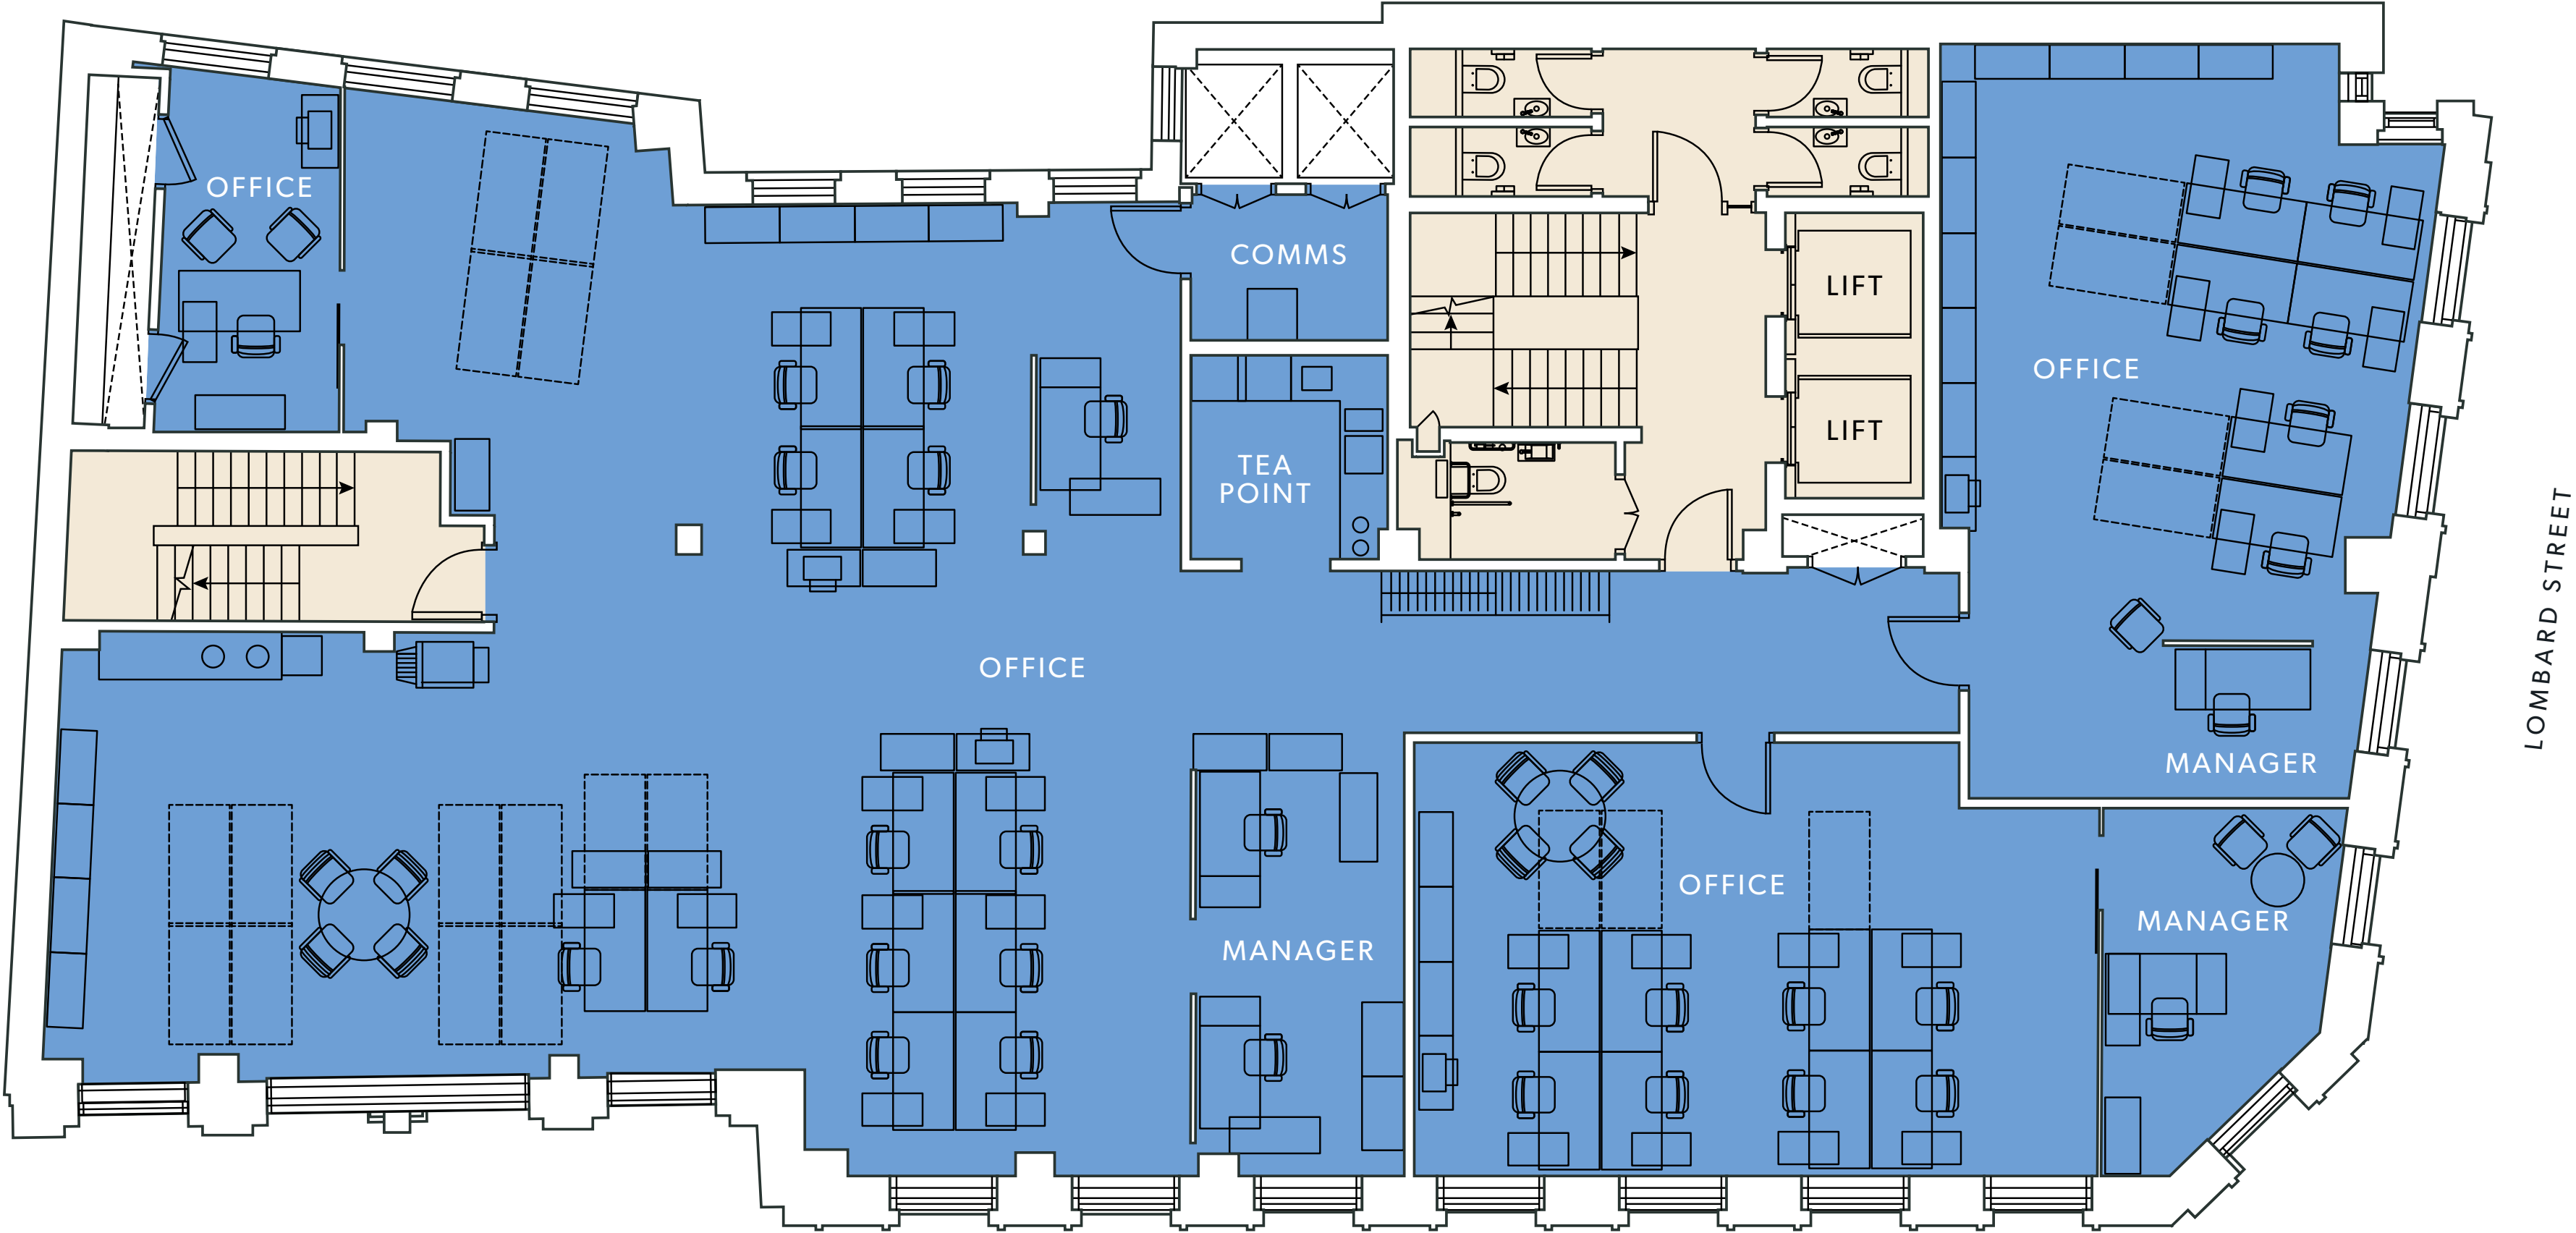 OFFICE
COMMS
LIFT
OFFICE
LIFT
TEA
POINT
LOMBARD STREET
OFFICE
MANAGER
OFFICE
MANAGER
MANAGER